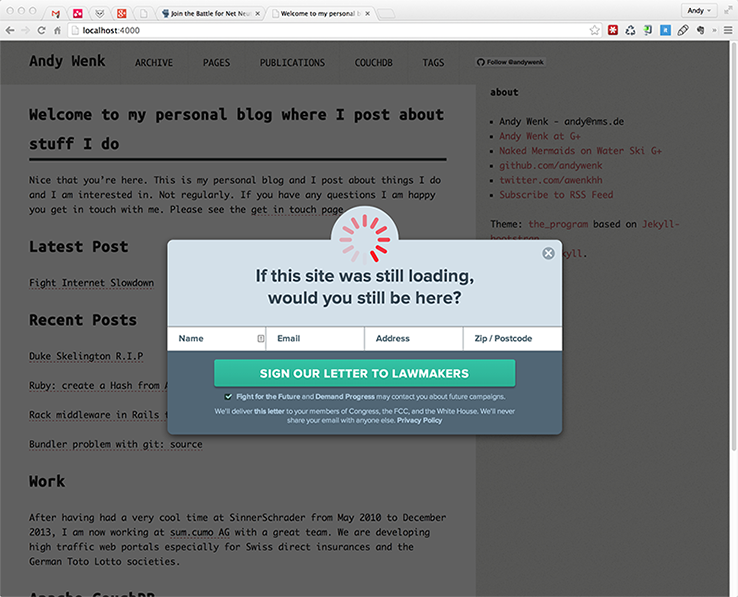 Andy
Join the Battle for Net Neu
Welcome to my personal b
localhost:4000
Andy Wenk
ARCHIVE
PAGES
PUBLICATIONS
COUCHDB
TAGS
Follow @andywenk
Welcome to my personal blog where I post about
stuff I do
Nice that you're here. This is my personal blog and I post about things I do
and I am interested in. Not regularly. If you have any questions I am happy
you get in touch with me. Please see the get in touch page
Latest Post
Fight Internet Slowdown
Recent Posts
Duke Skelington R.I.P
Ruby: create a Hash from
Rack middleware in Rails
Bundler problem with git: source
Work
After having had a very cool time at SinnerSchrader from May 2010 to December
2013, I am now working at sum.cumo AG with a great team. We are developing
high traffic web portals especially for Swiss direct insurances and the
German Toto Lotto societies.
Apache CouchDB
about
Andy Wenk - andy@nms.de
Andy Wenk at G+
Naked Mermaids on Water Ski G+
github.com/andywenk
twitter.com/awenkhh
Subscribe to RSS Feed
Theme: the_program based on Jekyll-
bootstrap
kyll.
If this site was still loading,
would you still be here?
Name
Email
Address
Zip / Postcode
SIGN OUR LETTER TO LAWMAKERS
Fight for the Future and Demand Progress may contact you about future campaigns.
We'll deliver this letter to your members of Congress, the FCC, and the White House. We'll never
share your email with anyone else. Privacy Policy